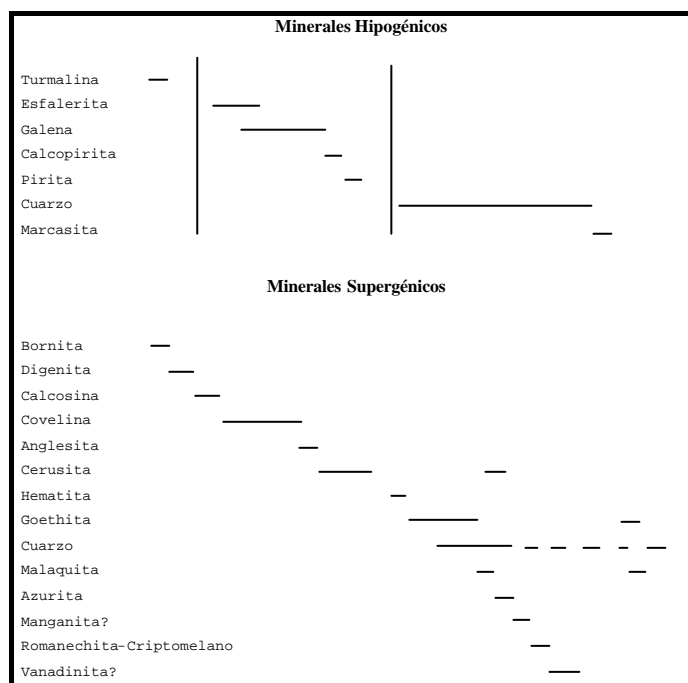 Minerales Hipogénicos
Turmalina
Esfalerita
Galena
Calcopirita
Pirita
Cuarzo
Marcasita
Minerales Supergénicos
Bornita
Digenita
Calcosina
Covelina
Anglesita
Cerusita
Hematita
Goethita
Cuarzo
Malaquita
Azurita
Manganita?
Romanechita-Criptomelano
Vanadinita?